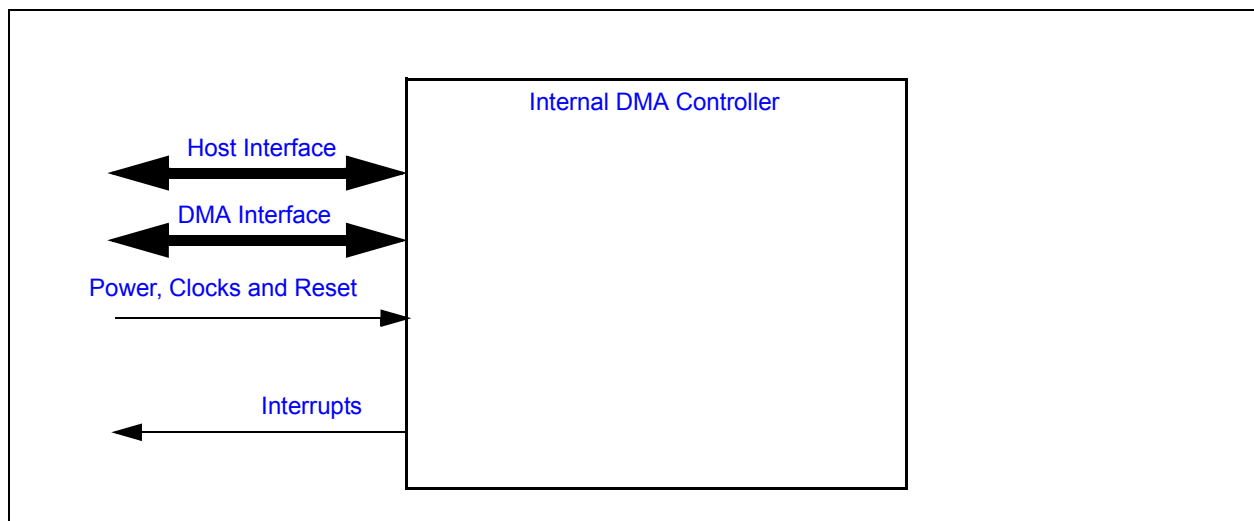 Internal DMA Controller
Host Interface
DMA Interface
Power, Clocks and Reset
Interrupts